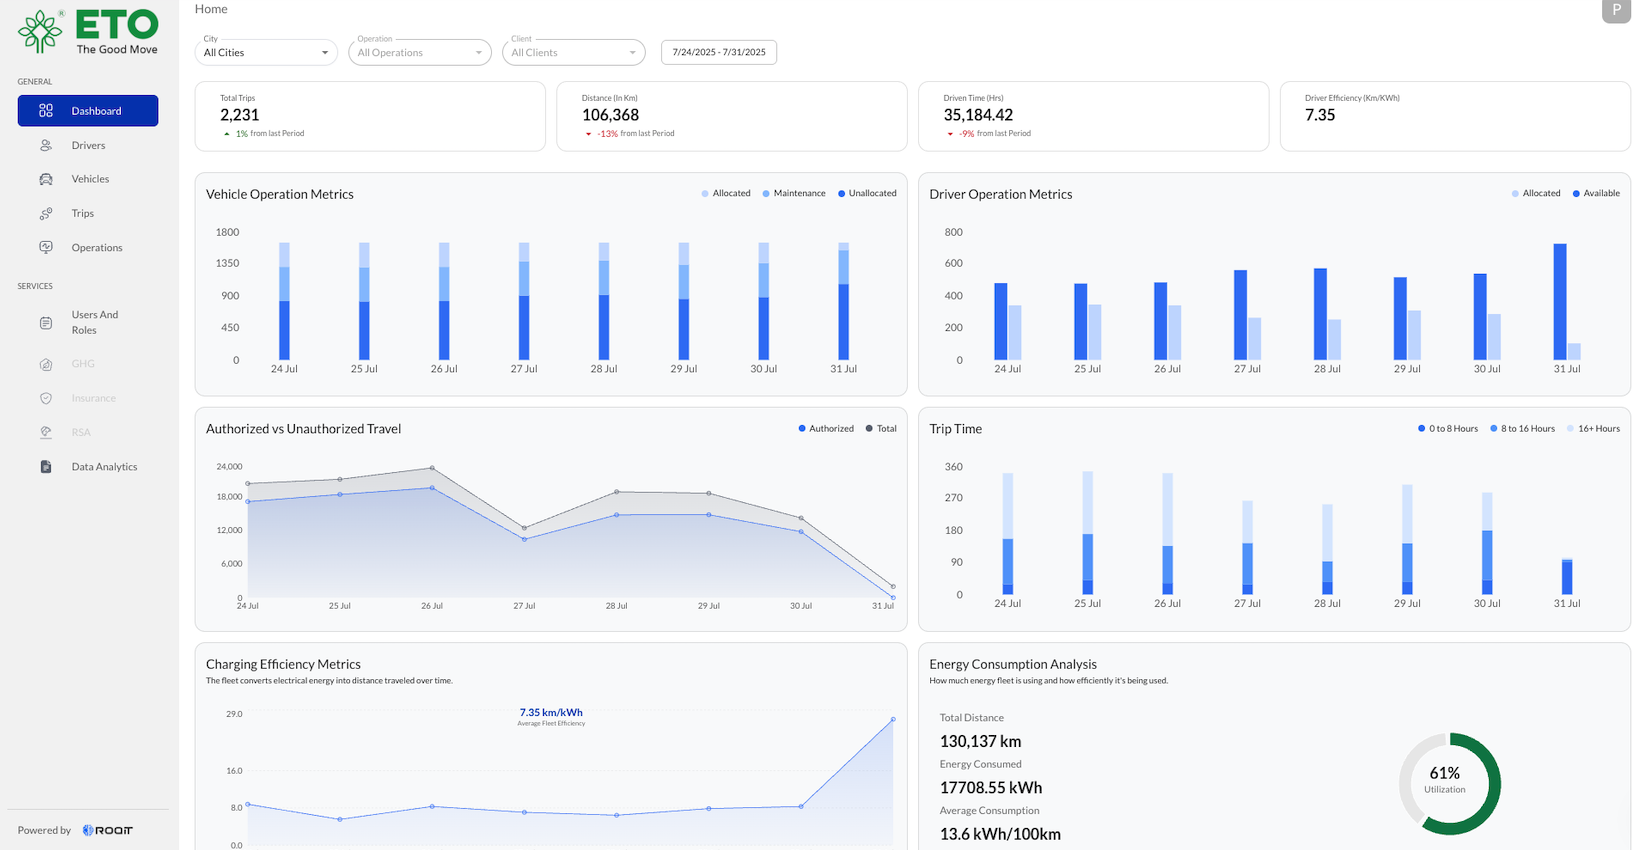 ETO
®
The Good Move
GENERAL
Dashboard
Drivers
Vehicles
Trips
Operations
SERVICES
Users And
Roles
GHG
Insurance
RSA
Data Analytics
Powered by ROQIT
Home
P
City
All Cities
Operation
All Operations
Client
All Clients
7/24/2025 - 7/31/2025
Total Trips
2,231
1% from last Period
Distance (In Km)
106,368
-13% from last Period
Driven Time (Hrs)
35,184.42
-9% from last Period
Driver Efficiency (Km/KWh)
7.35
Vehicle Operation Metrics
Allocated Maintenance Unallocated
1800
1350
900
450
0
24 Jul 25 Jul 26 Jul 27 Jul 28 Jul 29 Jul 30 Jul 31 Jul
Driver Operation Metrics
Allocated Available
800
600
400
200
0
24 Jul 25 Jul 26 Jul 27 Jul 28 Jul 29 Jul 30 Jul 31 Jul
Authorized vs Unauthorized Travel
Authorized Total
24,000
18,000
12,000
6,000
0
24 Jul 25 Jul 26 Jul 27 Jul 28 Jul 29 Jul 30 Jul 31 Jul
Trip Time
0 to 8 Hours 8 to 16 Hours 16+ Hours
360
270
180
90
0
24 Jul 25 Jul 26 Jul 27 Jul 28 Jul 29 Jul 30 Jul 31 Jul
Charging Efficiency Metrics
The fleet converts electrical energy into distance traveled over time.
7.35 km/kWh
Average Fleet Efficiency
29.0
16.0
8.0
0.0
Energy Consumption Analysis
How much energy fleet is using and how efficiently it's being used.
Total Distance
130,137 km
Energy Consumed
17708.55 kWh
Average Consumption
13.6 kWh/100km
61%
Utilization